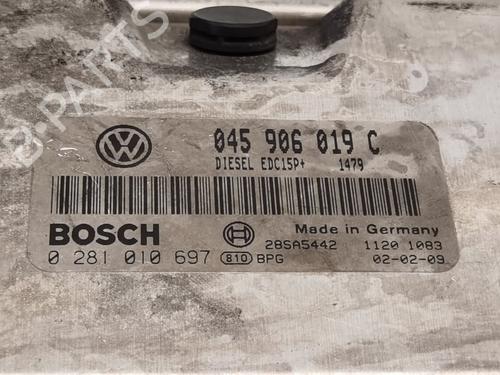 B-PARTS
045 906 019 C
DIESEL EDC15P+ 1479
BOSCH
Made in Germany
28SA5442 1120 1083
0 281 010 697 810 BPG 02-02-09